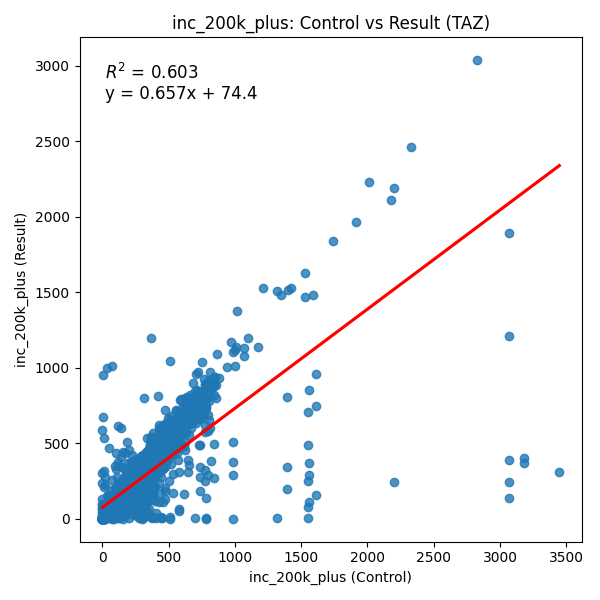 inc_200k_plus: Control vs Result (TAZ)
R² = 0.603
y = 0.657x + 74.4
3000
2500
2000
1500
1000
500
0
inc_200k_plus (Result)
0 500 1000 1500 2000 2500 3000 3500
inc_200k_plus (Control)